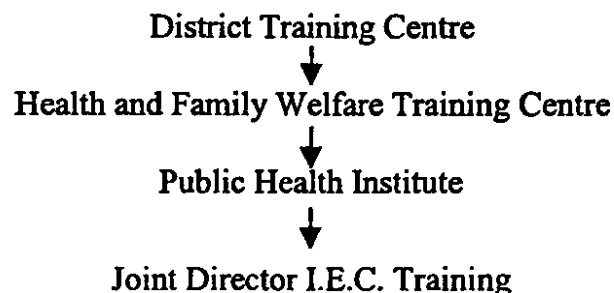 District Training Centre
Health and Family Welfare Training Centre
Public Health Institute
Joint Director I.E.C. Training